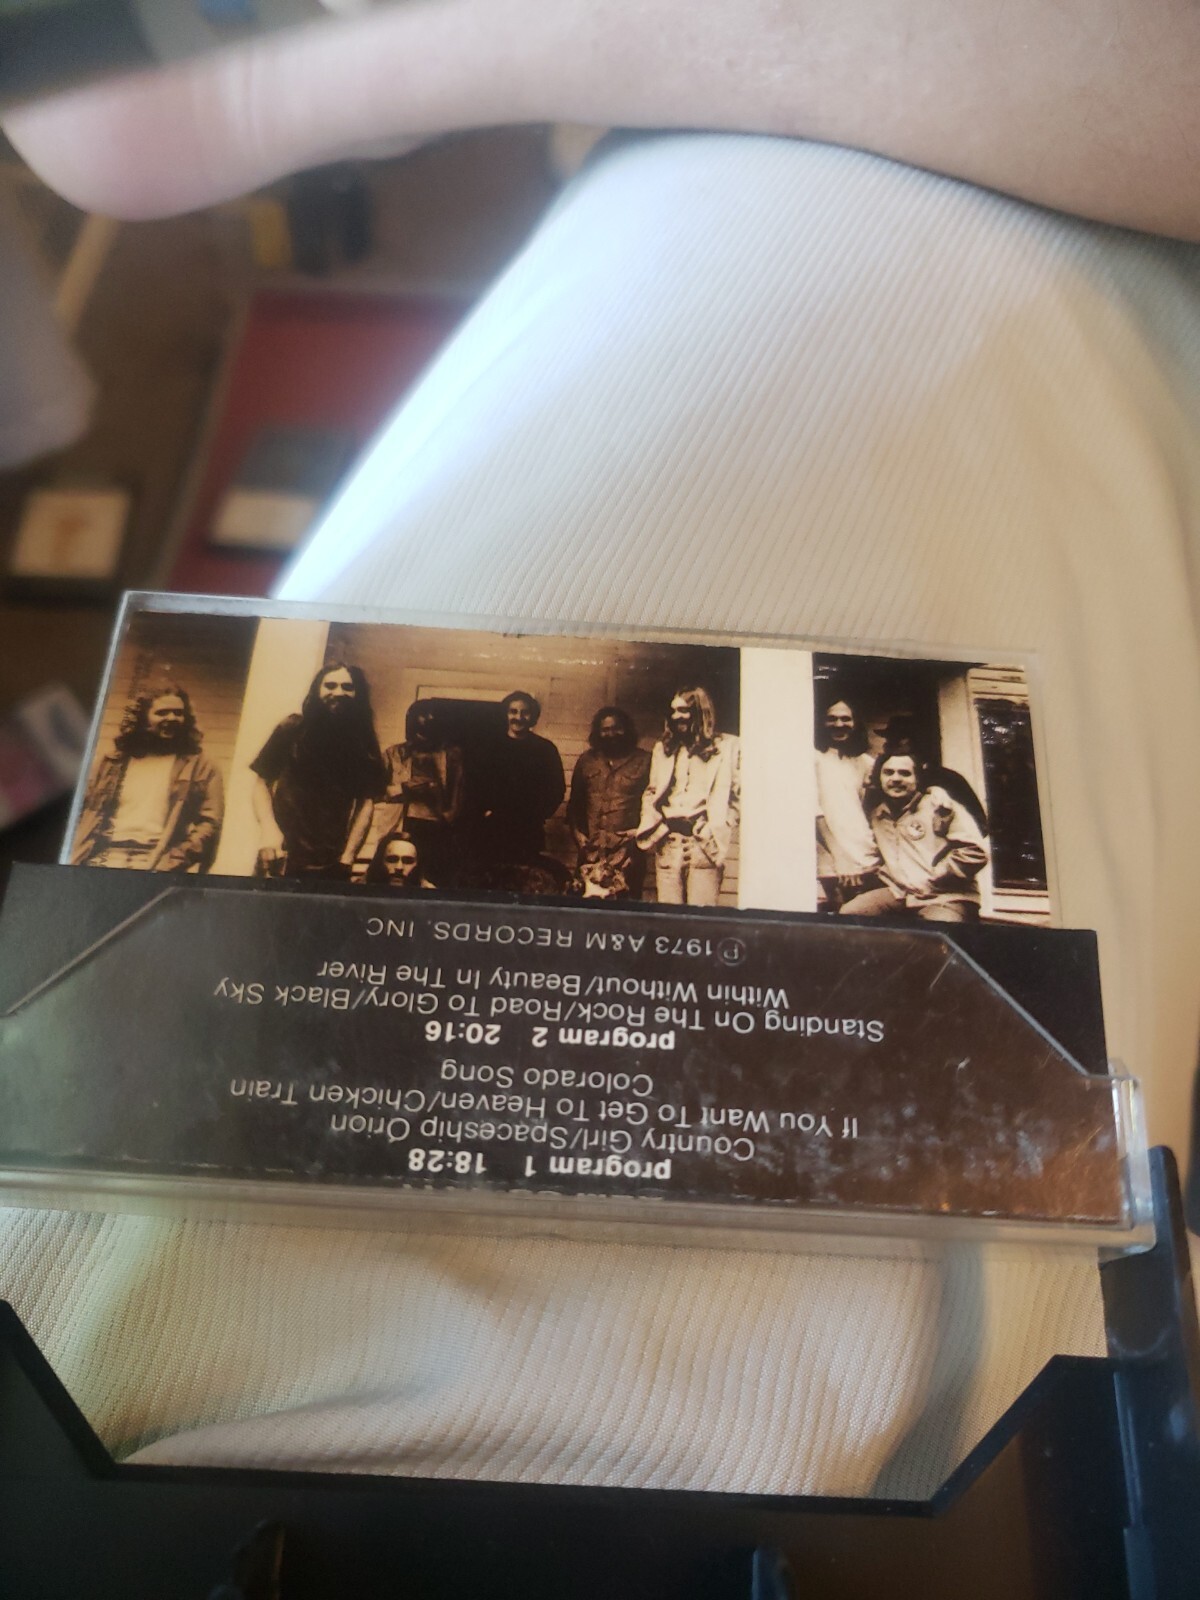 program 1 18:28
Country Girl/Spaceship Orion
If You Want To Get To Heaven/Chicken Train
Colorado Song
program 2 20:16
Standing On The Rock/Road To Glory/Black Sky
Within Without/Beauty In The River
℗1973 A&M RECORDS, INC